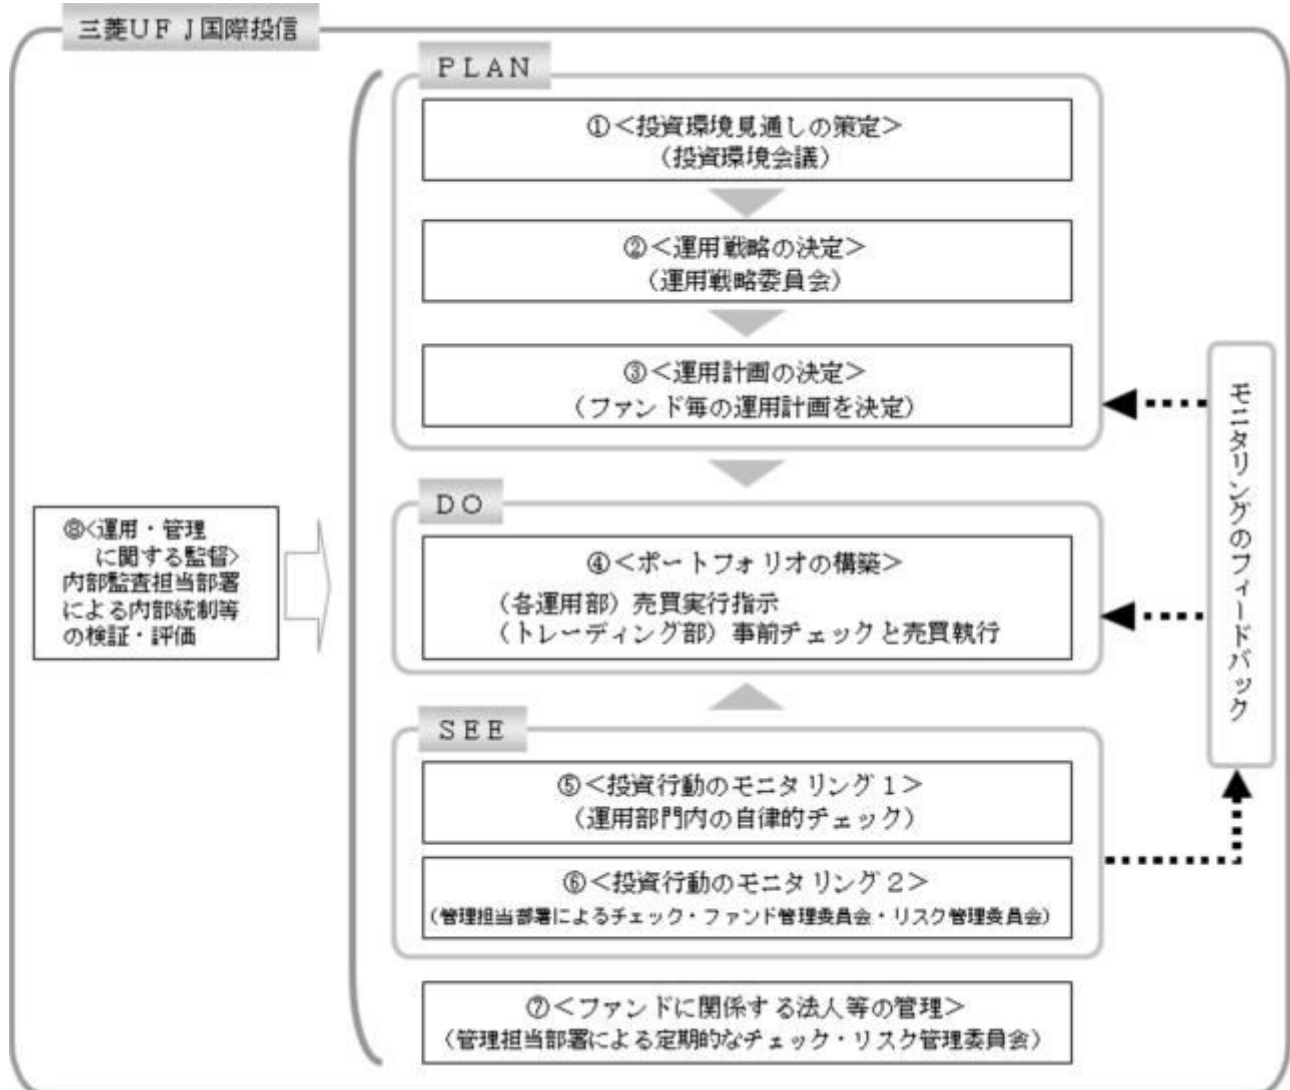 三菱ＵＦＪ国際投信
ＰＬＡＮ
①＜投資環境見通しの策定＞
（投資環境会議）
②＜運用戦略の決定＞
（運用戦略委員会）
③＜運用計画の決定＞
（ファンド毎の運用計画を決定）
ＤＯ
④＜ポートフォリオの構築＞
（各運用部）売買実行指示
（トレーディング部）事前チェックと売買執行
ＳＥＥ
⑤＜投資行動のモニタリング１＞
（運用部門内の自律的チェック）
⑥＜投資行動のモニタリング２＞
（管理担当部署によるチェック・ファンド管理委員会・リスク管理委員会）
⑦＜ファンドに関係する法人等の管理＞
（管理担当部署による定期的なチェック・リスク管理委員会）
⑧＜運用・管理
に関する監督＞
内部監査担当部署
による内部統制等
の検証・評価
モニタリングのフィードバック